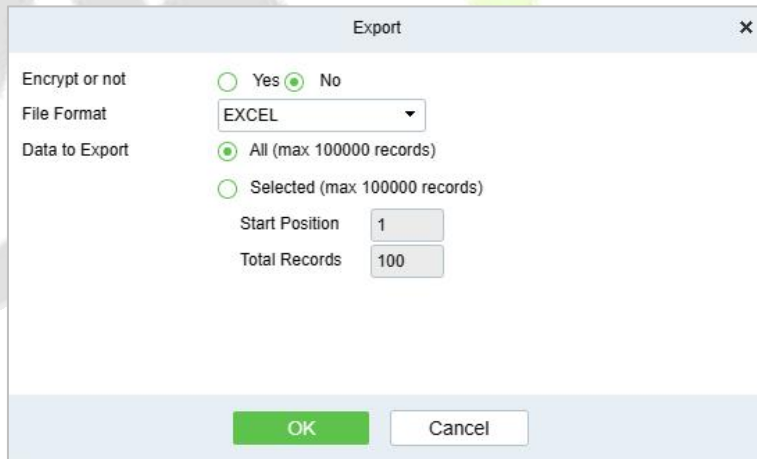 Export
Encrypt or not Yes No
File Format EXCEL
Data to Export All (max 100000 records)
Selected (max 100000 records)
Start Position 1
Total Records 100
OK Cancel